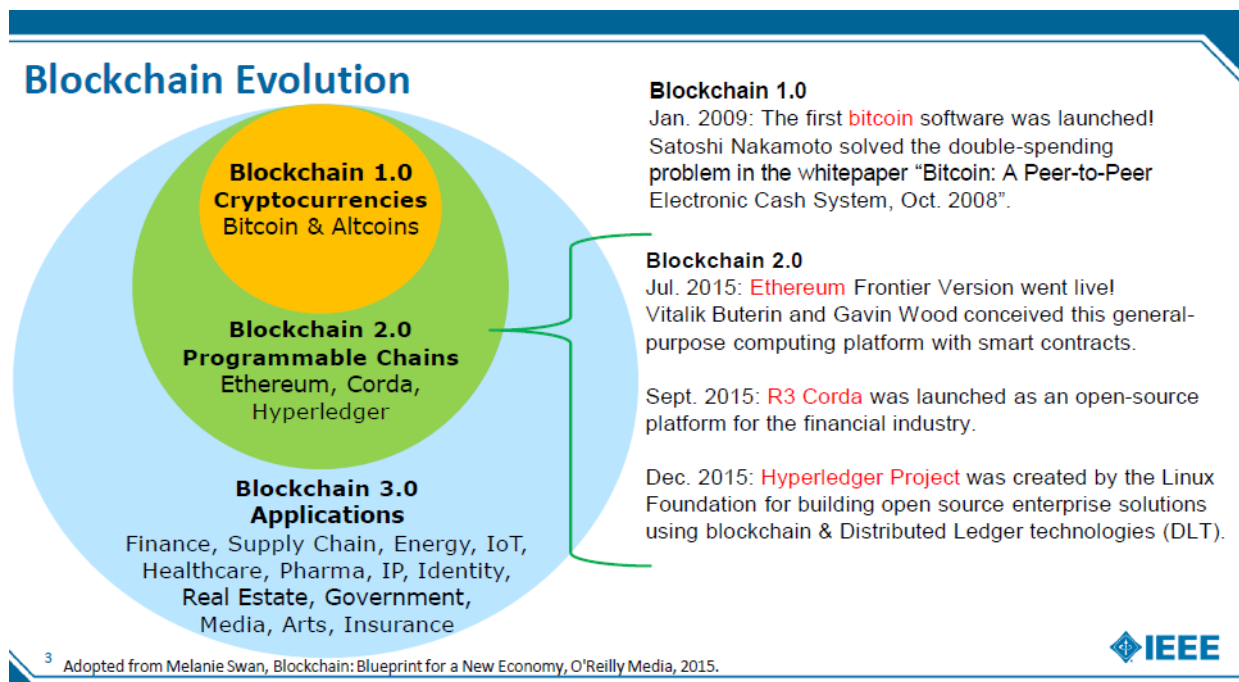 Blockchain Evolution
Blockchain 1.0
Cryptocurrencies
Bitcoin & Altcoins
Blockchain 2.0
Programmable Chains
Ethereum, Corda,
Hyperledger
Blockchain 3.0
Applications
Finance, Supply Chain, Energy, IoT,
Healthcare, Pharma, IP, Identity,
Real Estate, Government,
Media, Arts, Insurance
Blockchain 1.0
Jan. 2009: The first bitcoin software was launched!
Satoshi Nakamoto solved the double-spending
problem in the whitepaper “Bitcoin: A Peer-to-Peer
Electronic Cash System, Oct. 2008”.
Blockchain 2.0
Jul. 2015: Ethereum Frontier Version went live!
Vitalik Buterin and Gavin Wood conceived this general-
purpose computing platform with smart contracts.
Sept. 2015: R3 Corda was launched as an open-source
platform for the financial industry.
Dec. 2015: Hyperledger Project was created by the Linux
Foundation for building open source enterprise solutions
using blockchain & Distributed Ledger technologies (DLT).
3 Adopted from Melanie Swan, Blockchain: Blueprint for a New Economy, O'Reilly Media, 2015.
IEEE